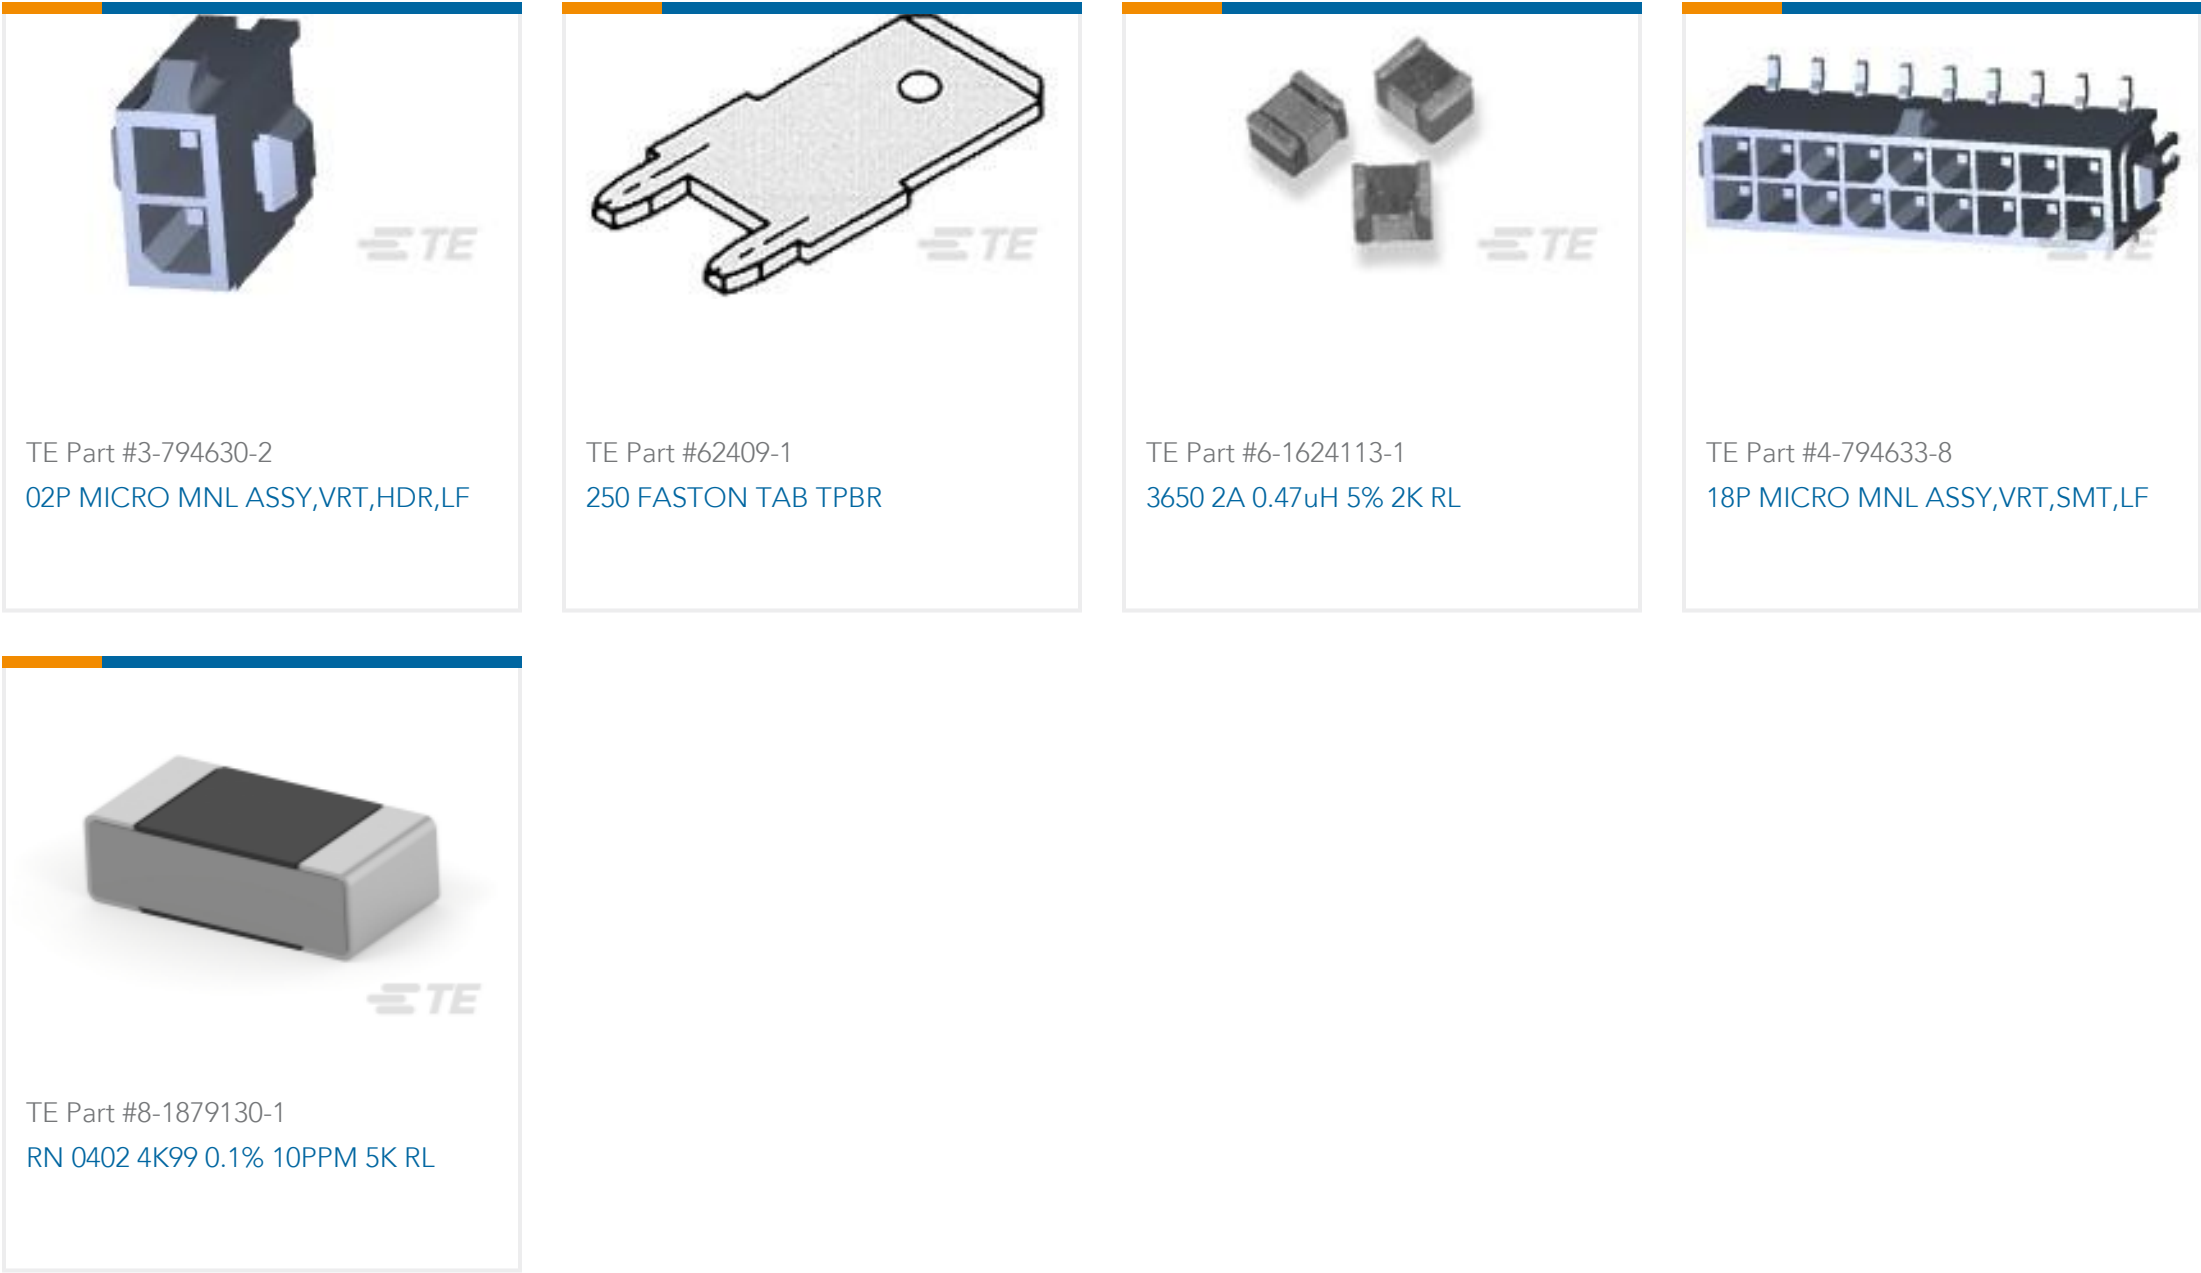 TE
TE
TE
TE
TE Part #3-794630-2
02P MICRO MNL ASSY,VRT,HDR,LF
TE Part #62409-1
250 FASTON TAB TPBR
TE Part #6-1624113-1
3650 2A 0.47uH 5% 2K RL
TE Part #4-794633-8
18P MICRO MNL ASSY,VRT,SMT,LF
TE
TE Part #8-1879130-1
RN 0402 4K99 0.1% 10PPM 5K RL